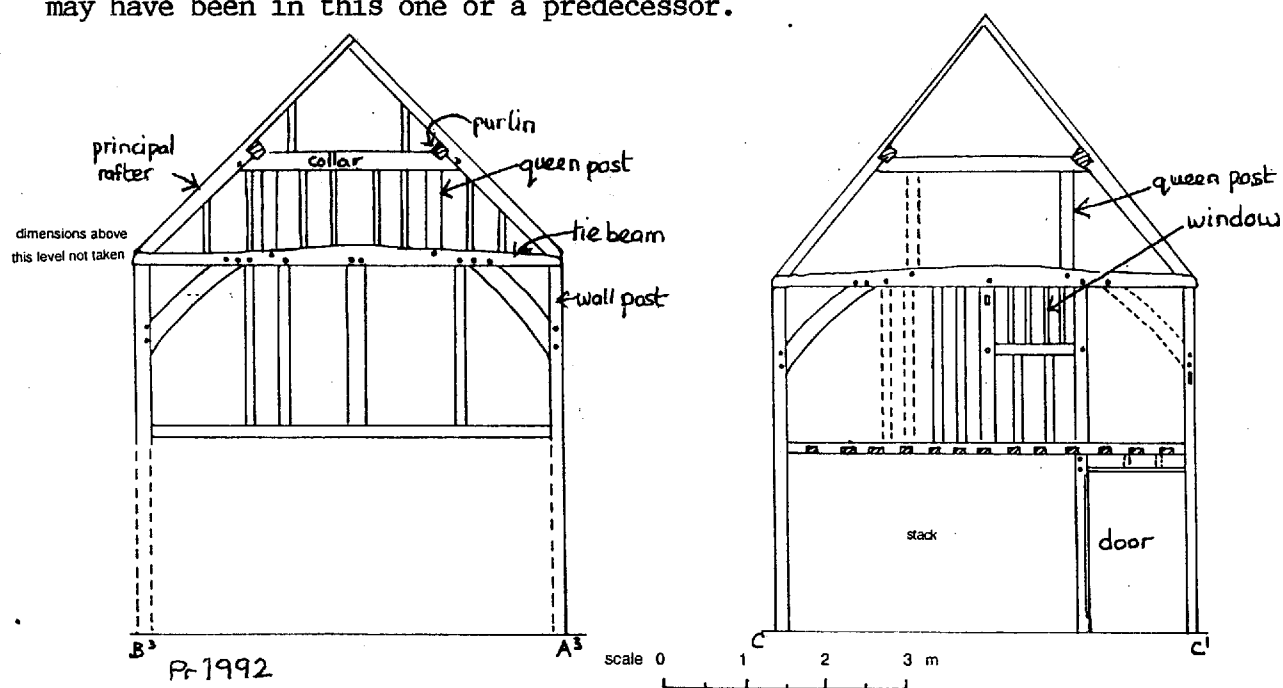 may have been in this one or a predecessor.
principal
rafter
purlin
collar
queen post
tie beam
dimensions above
this level not taken
wall post
queen post
window
stack
door
B³
A³
C
C¹
scale 0 1 2 3 m
Pr 1992